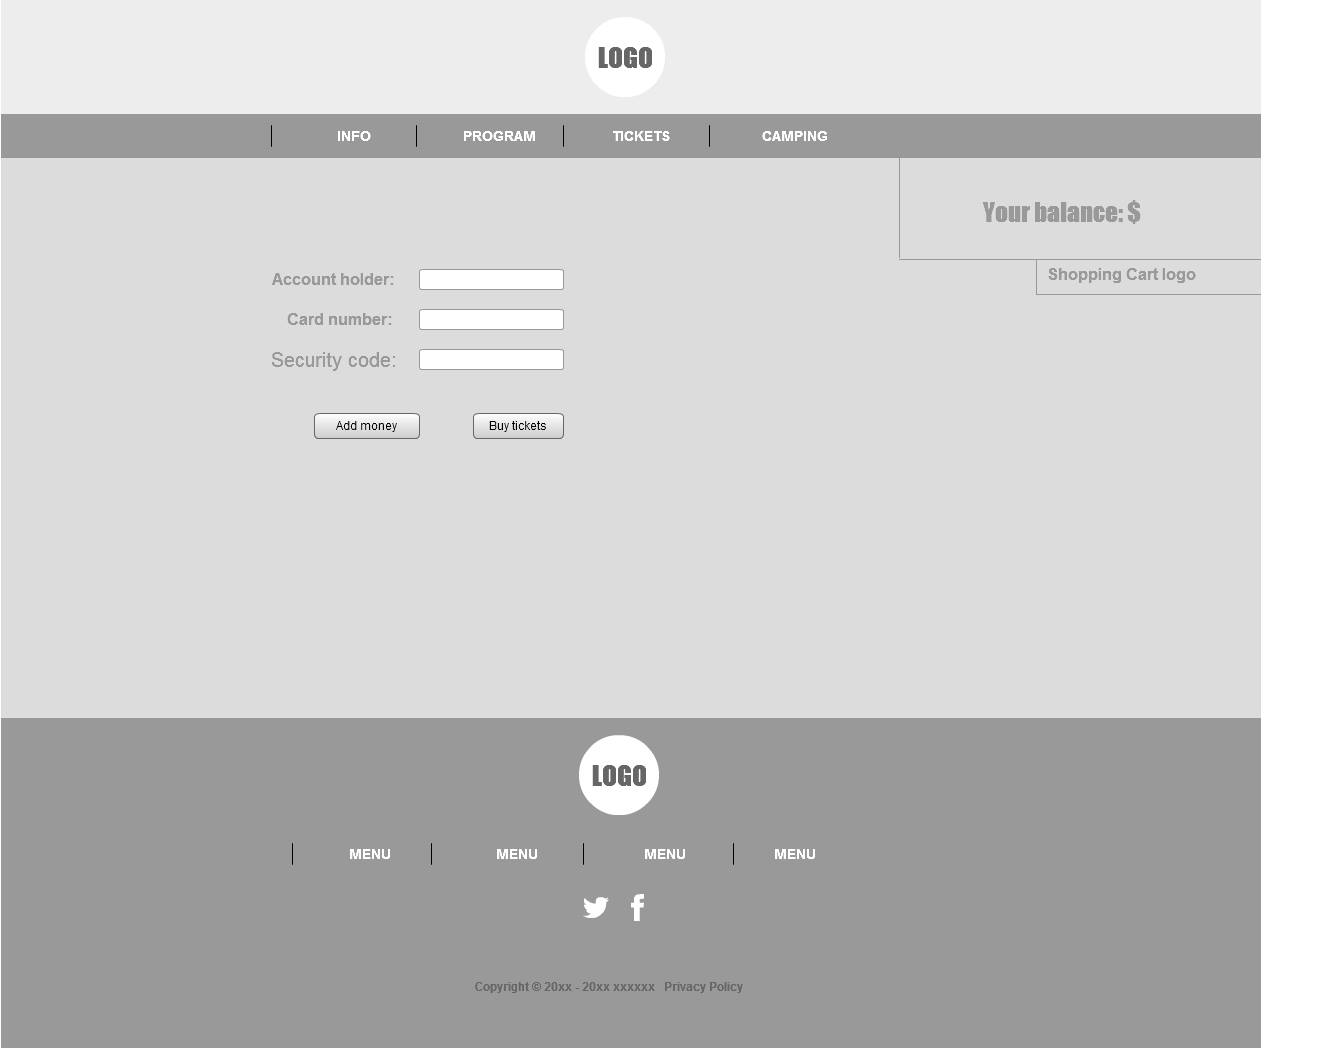 LOGO
INFO PROGRAM TICKETS CAMPING
Your balance: $
Shopping Cart logo
Account holder:
Card number:
Security code:
Add money Buy tickets
LOGO
MENU MENU MENU MENU
Copyright © 20xx - 20xx xxxxxx Privacy Policy